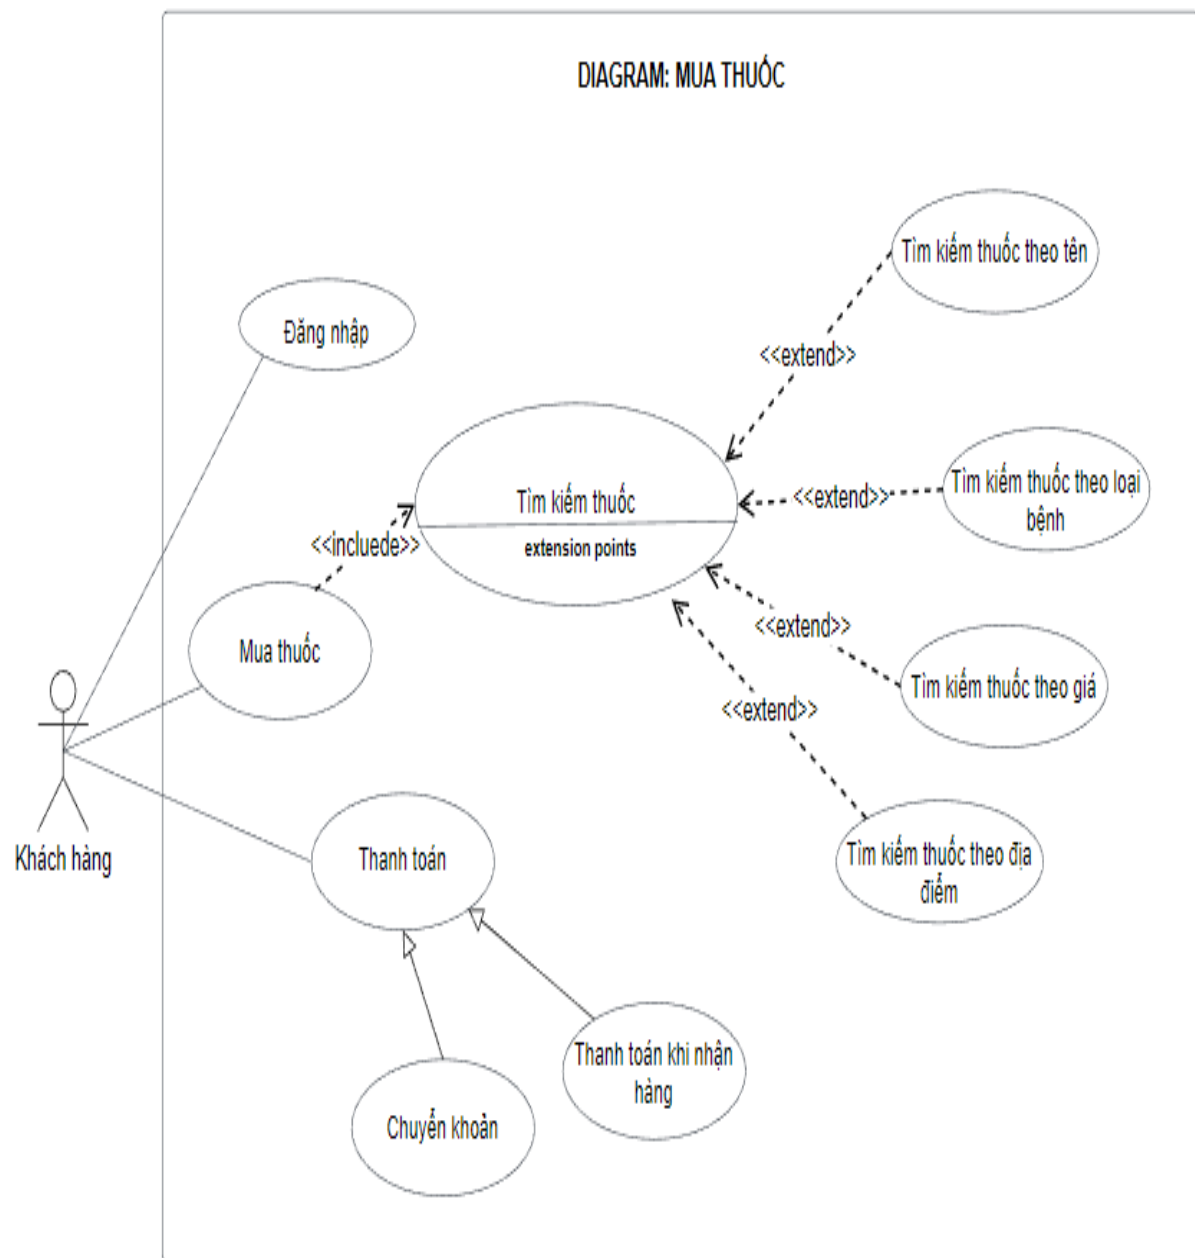 DIAGRAM: MUA THUỐC
Tìm kiếm thuốc theo tên
Đăng nhập
<<extend>>
Tìm kiếm thuốc theo loại
bệnh
<<extend>>
Tìm kiếm thuốc
extension points
<<incluede>>
<<extend>>
Mua thuốc
Tìm kiếm thuốc theo giá
<<extend>>
Khách hàng
Thanh toán
Tìm kiếm thuốc theo địa
điểm
Thanh toán khi nhận
hàng
Chuyển khoản